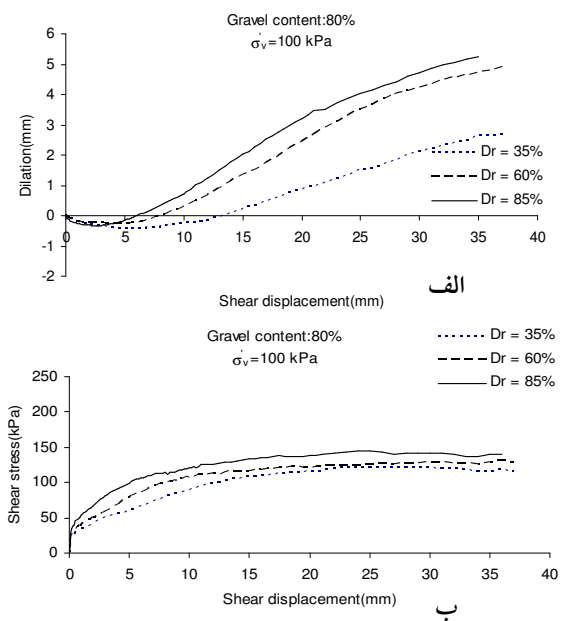 Gravel content:80%
σ'v=100 kPa
6
5
4
3
2
1
0
-1
-2
Dilation(mm)
0 5 10 15 20 25 30 35 40
Dr = 35%
Dr = 60%
Dr = 85%
Shear displacement(mm)
الف
Gravel content:80%
σ'v=100 kPa
Dr = 35%
Dr = 60%
Dr = 85%
250
200
150
100
50
0
Shear stress(kPa)
0 5 10 15 20 25 30 35 40
Shear displacement(mm)
ب